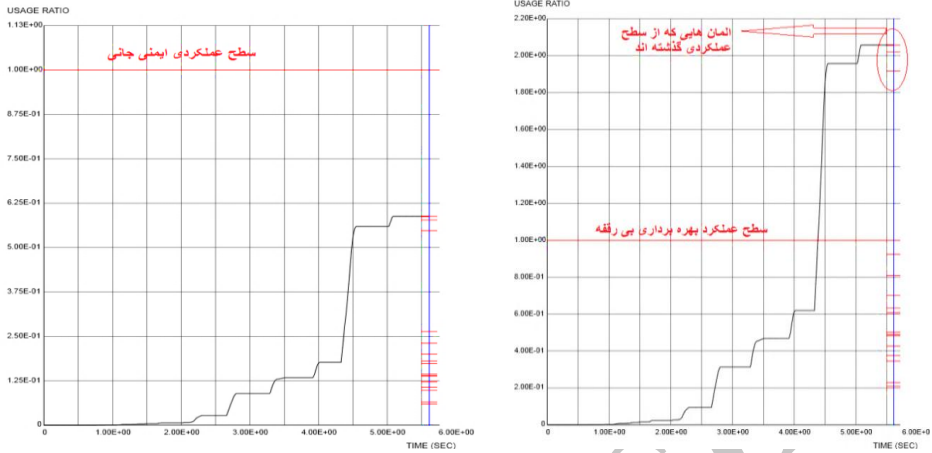 USAGE RATIO
1.13E+00
سطح عملکردی ایمنی جانی
1.00E+00
8.75E-01
7.50E-01
6.25E-01
5.00E-01
3.75E-01
2.50E-01
1.25E-01
0
0 1.00E+00 2.00E+00 3.00E+00 4.00E+00 5.00E+00 6.00E+00
TIME (SEC)
USAGE RATIO
2.20E+00
المان هایی که از سطح
عملکردی گذشته اند
2.00E+00
1.80E+00
1.60E+00
1.40E+00
1.20E+00
سطح عملکرد بهره برداری بی رقفه
1.00E+00
8.00E-01
6.00E-01
4.00E-01
2.00E-01
0
0 1.00E+00 2.00E+00 3.00E+00 4.00E+00 5.00E+00 6.00E+00
TIME (SEC)